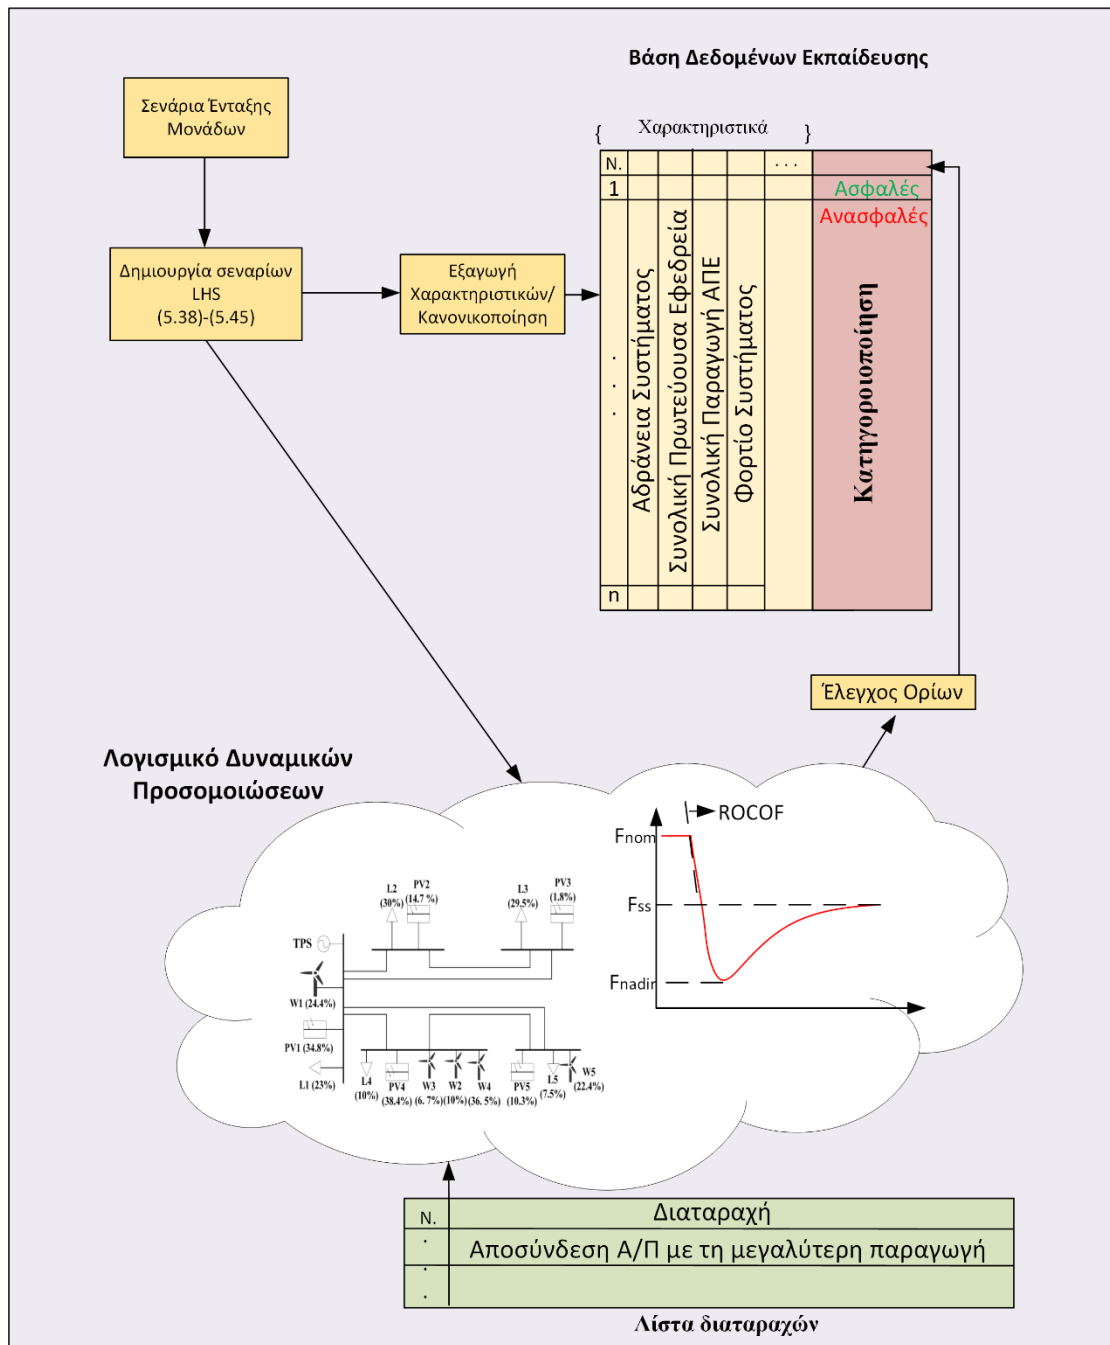 Βάση Δεδομένων Εκπαίδευσης
Σενάρια Ένταξης
Μονάδων
{ Χαρακτηριστικά }
N. . . .
1 Ασφαλές
Ανασφαλές
Δημιουργία σεναρίων
LHS
(5.38)-(5.45)
Εξαγωγή
Χαρακτηριστικών/
Κανονικοποίηση
.
.
.
Αδράνεια Συστήματος
Συνολική Πρωτεύουσα Εφεδρεία
Συνολική Παραγωγή ΑΠΕ
Φορτίο Συστήματος
Κατηγοροιοποίηση
n
Έλεγχος Ορίων
Λογισμικό Δυναμικών
Προσομοιώσεων
ROCOF
Fnom
Fss
Fnadir
L2
(30%)
PV2
(14.7 %)
L3
(29.5%)
PV3
(1.8%)
TPS
W1 (24.4%)
PV1 (34.8%)
L1 (23%)
L4
(10%)
PV4
(38.4%)
W3
(6. 7%)
W2
(10%)
W4
(36. 5%)
PV5
(10.3%)
L5
(7.5%)
W5
(22.4%)
N. Διαταραχή
. Αποσύνδεση Α/Π με τη μεγαλύτερη παραγωγή
.
.
Λίστα διαταραχών